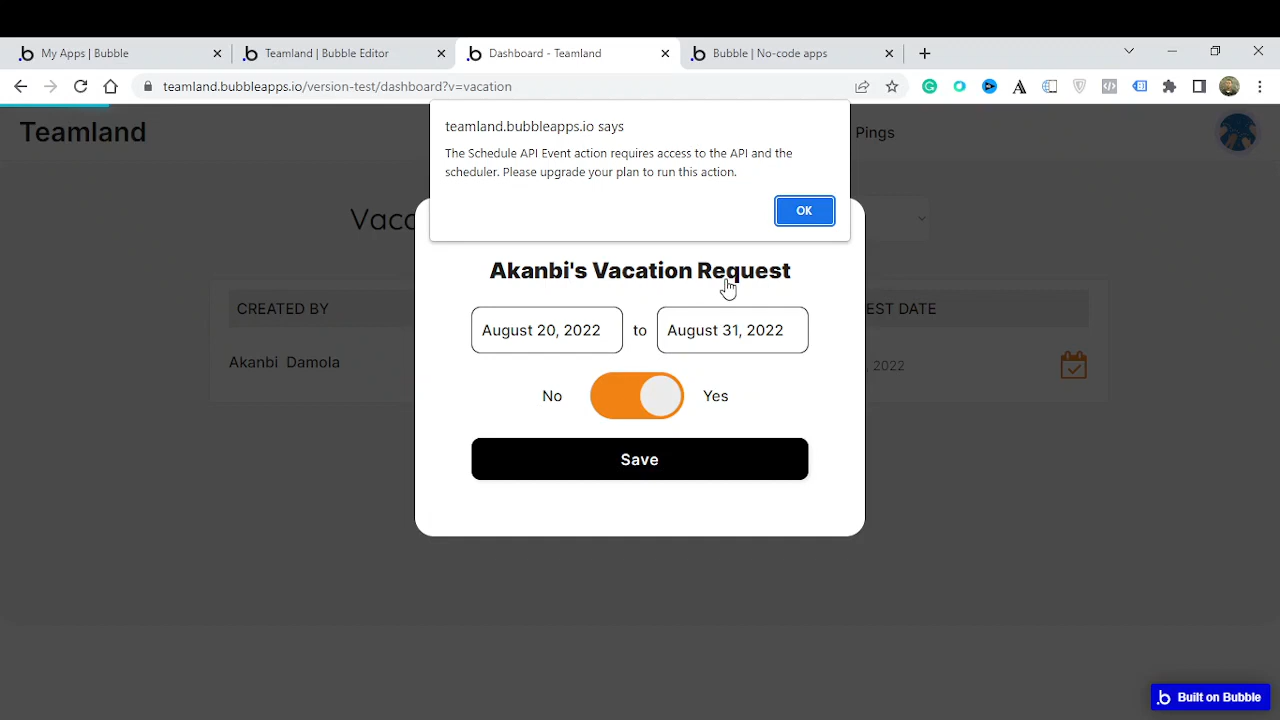 My Apps | Bubble
Teamland | Bubble Editor
Dashboard - Teamland
Bubble | No-code apps
teamland.bubbleapps.io/version-test/dashboard?v=vacation
Teamland
Pings
teamland.bubbleapps.io says
The Schedule API Event action requires access to the API and the
scheduler. Please upgrade your plan to run this action.
OK
Vaca
Akanbi's Vacation Request
CREATED BY
EST DATE
August 20, 2022 to August 31, 2022
Akanbi Damola
, 2022
No
Yes
Save
Built on Bubble